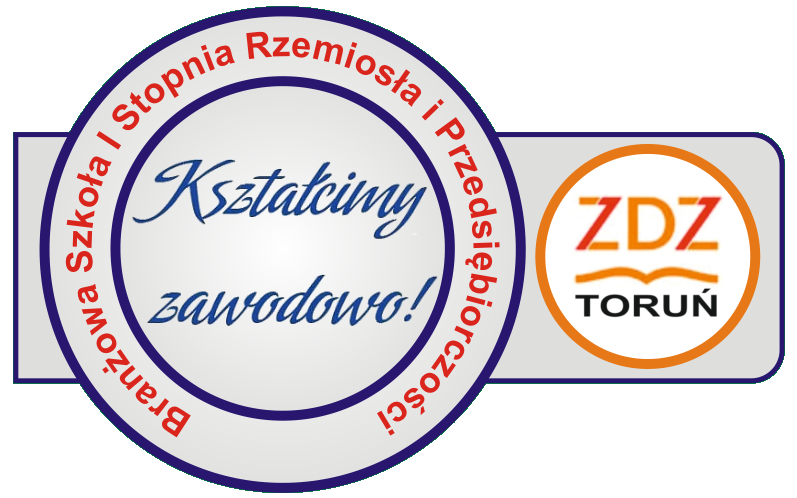 Branżowa Szkoła I Stopnia Rzemiosła i Przedsiębiorczości
Kształcimy
zawodowo!
ZDZ
TORUŃ